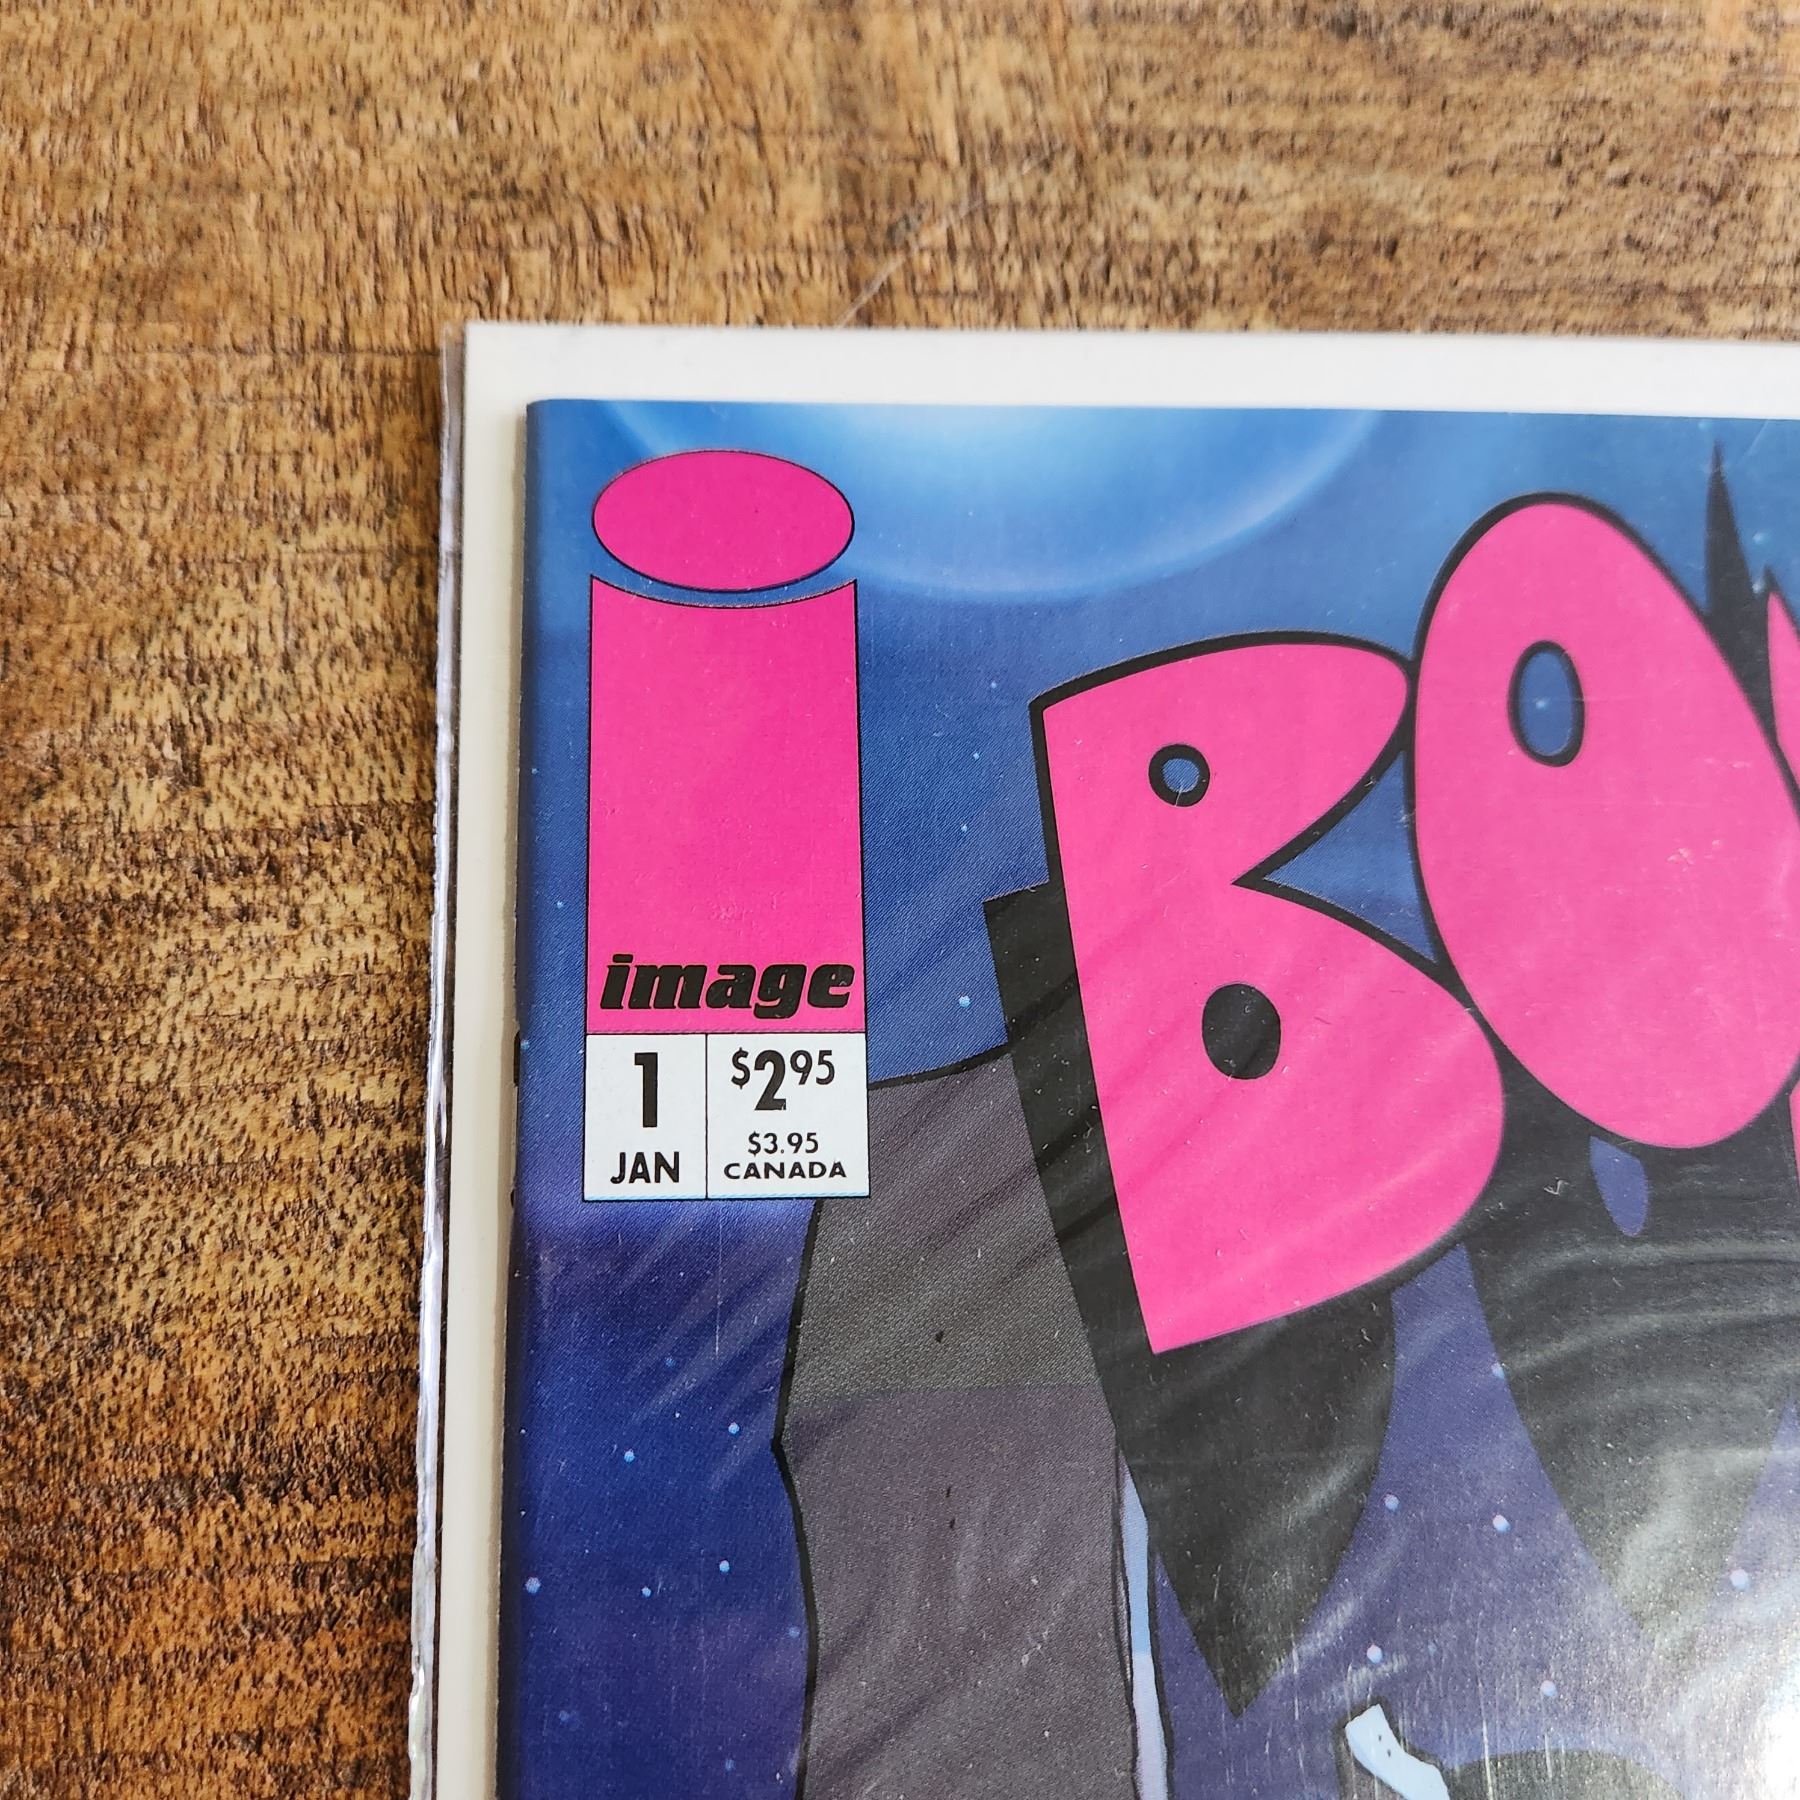 image
1
JAN
$2.95
$3.95
CANADA
BO